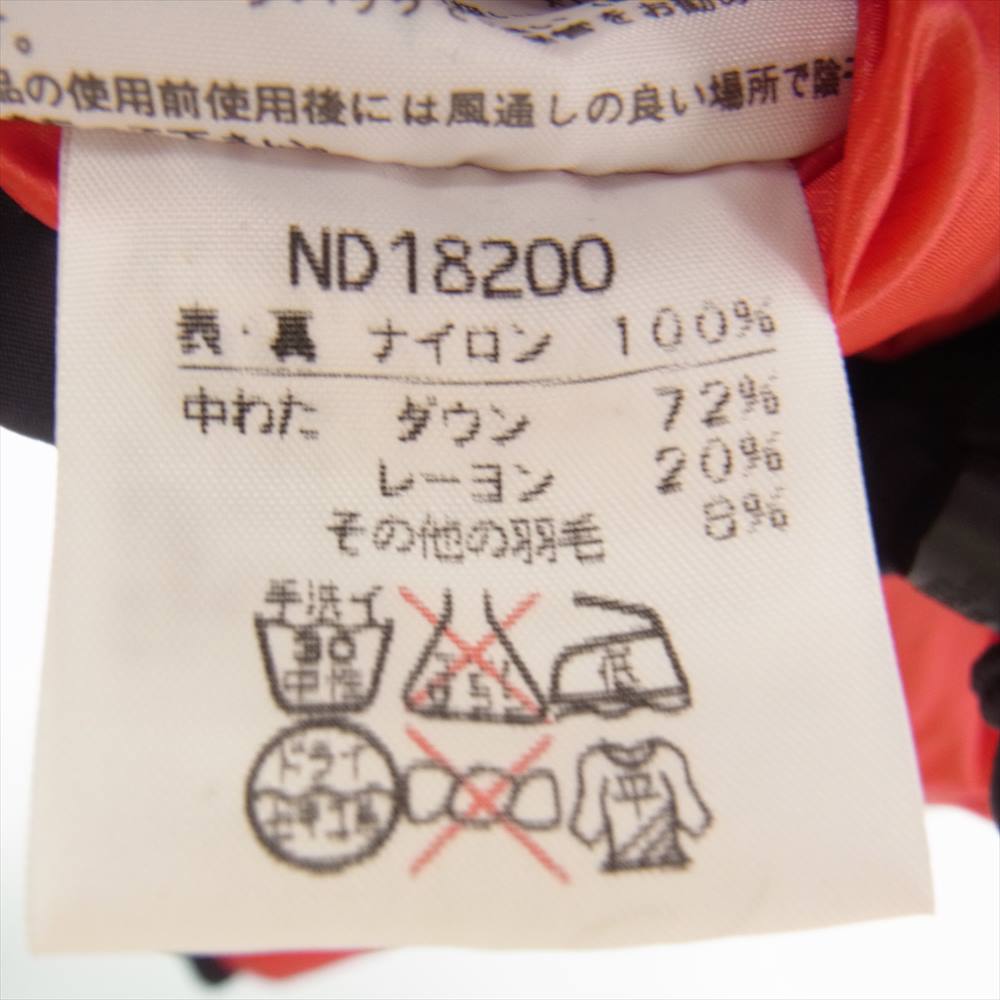 品の使用前使用後には風通しの良い場所で陰
ND18200
表・裏 ナイロン 100%
中わた ダウン 72%
レーヨン 20%
その他の羽毛 8%
手洗イ
30
中性
低
ドライ
平